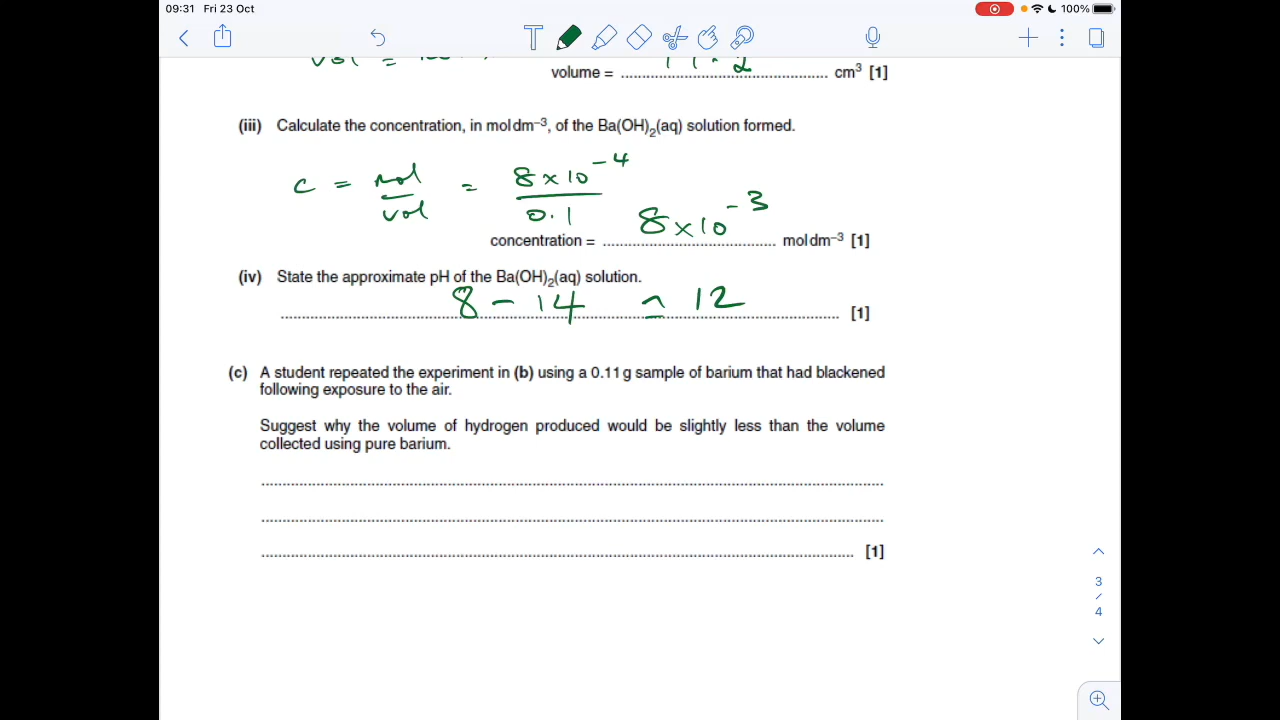 09:31 Fri 23 Oct
100%
T
vol =
volume = 19.2 cm³ [1]
(iii) Calculate the concentration, in mol dm⁻³, of the Ba(OH)₂(aq) solution formed.
c = mol/vol = 8 × 10⁻⁴/0.1
concentration = 8 × 10⁻³ mol dm⁻³ [1]
(iv) State the approximate pH of the Ba(OH)₂(aq) solution.
8 - 14 ≃ 12 [1]
(c) A student repeated the experiment in (b) using a 0.11 g sample of barium that had blackened
following exposure to the air.
Suggest why the volume of hydrogen produced would be slightly less than the volume
collected using pure barium.
[1]
3
/
4